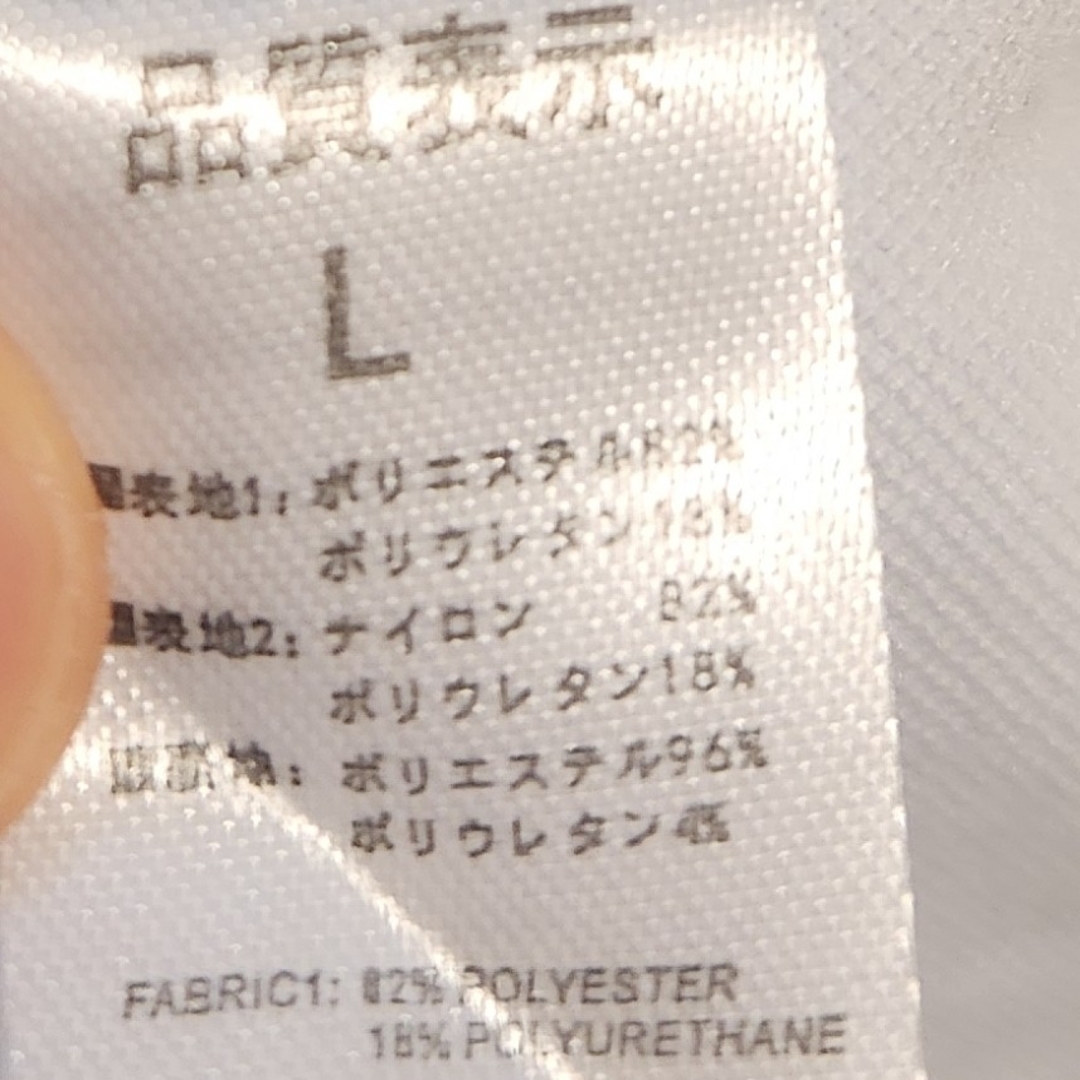 品質表示
L
表地1: ポリエステル82%
ポリウレタン18%
表地2: ナイロン 82%
ポリウレタン18%
ポリエステル96%
ポリウレタン4%
FABRIC1: 82% POLYESTER
18% POLYURETHANE